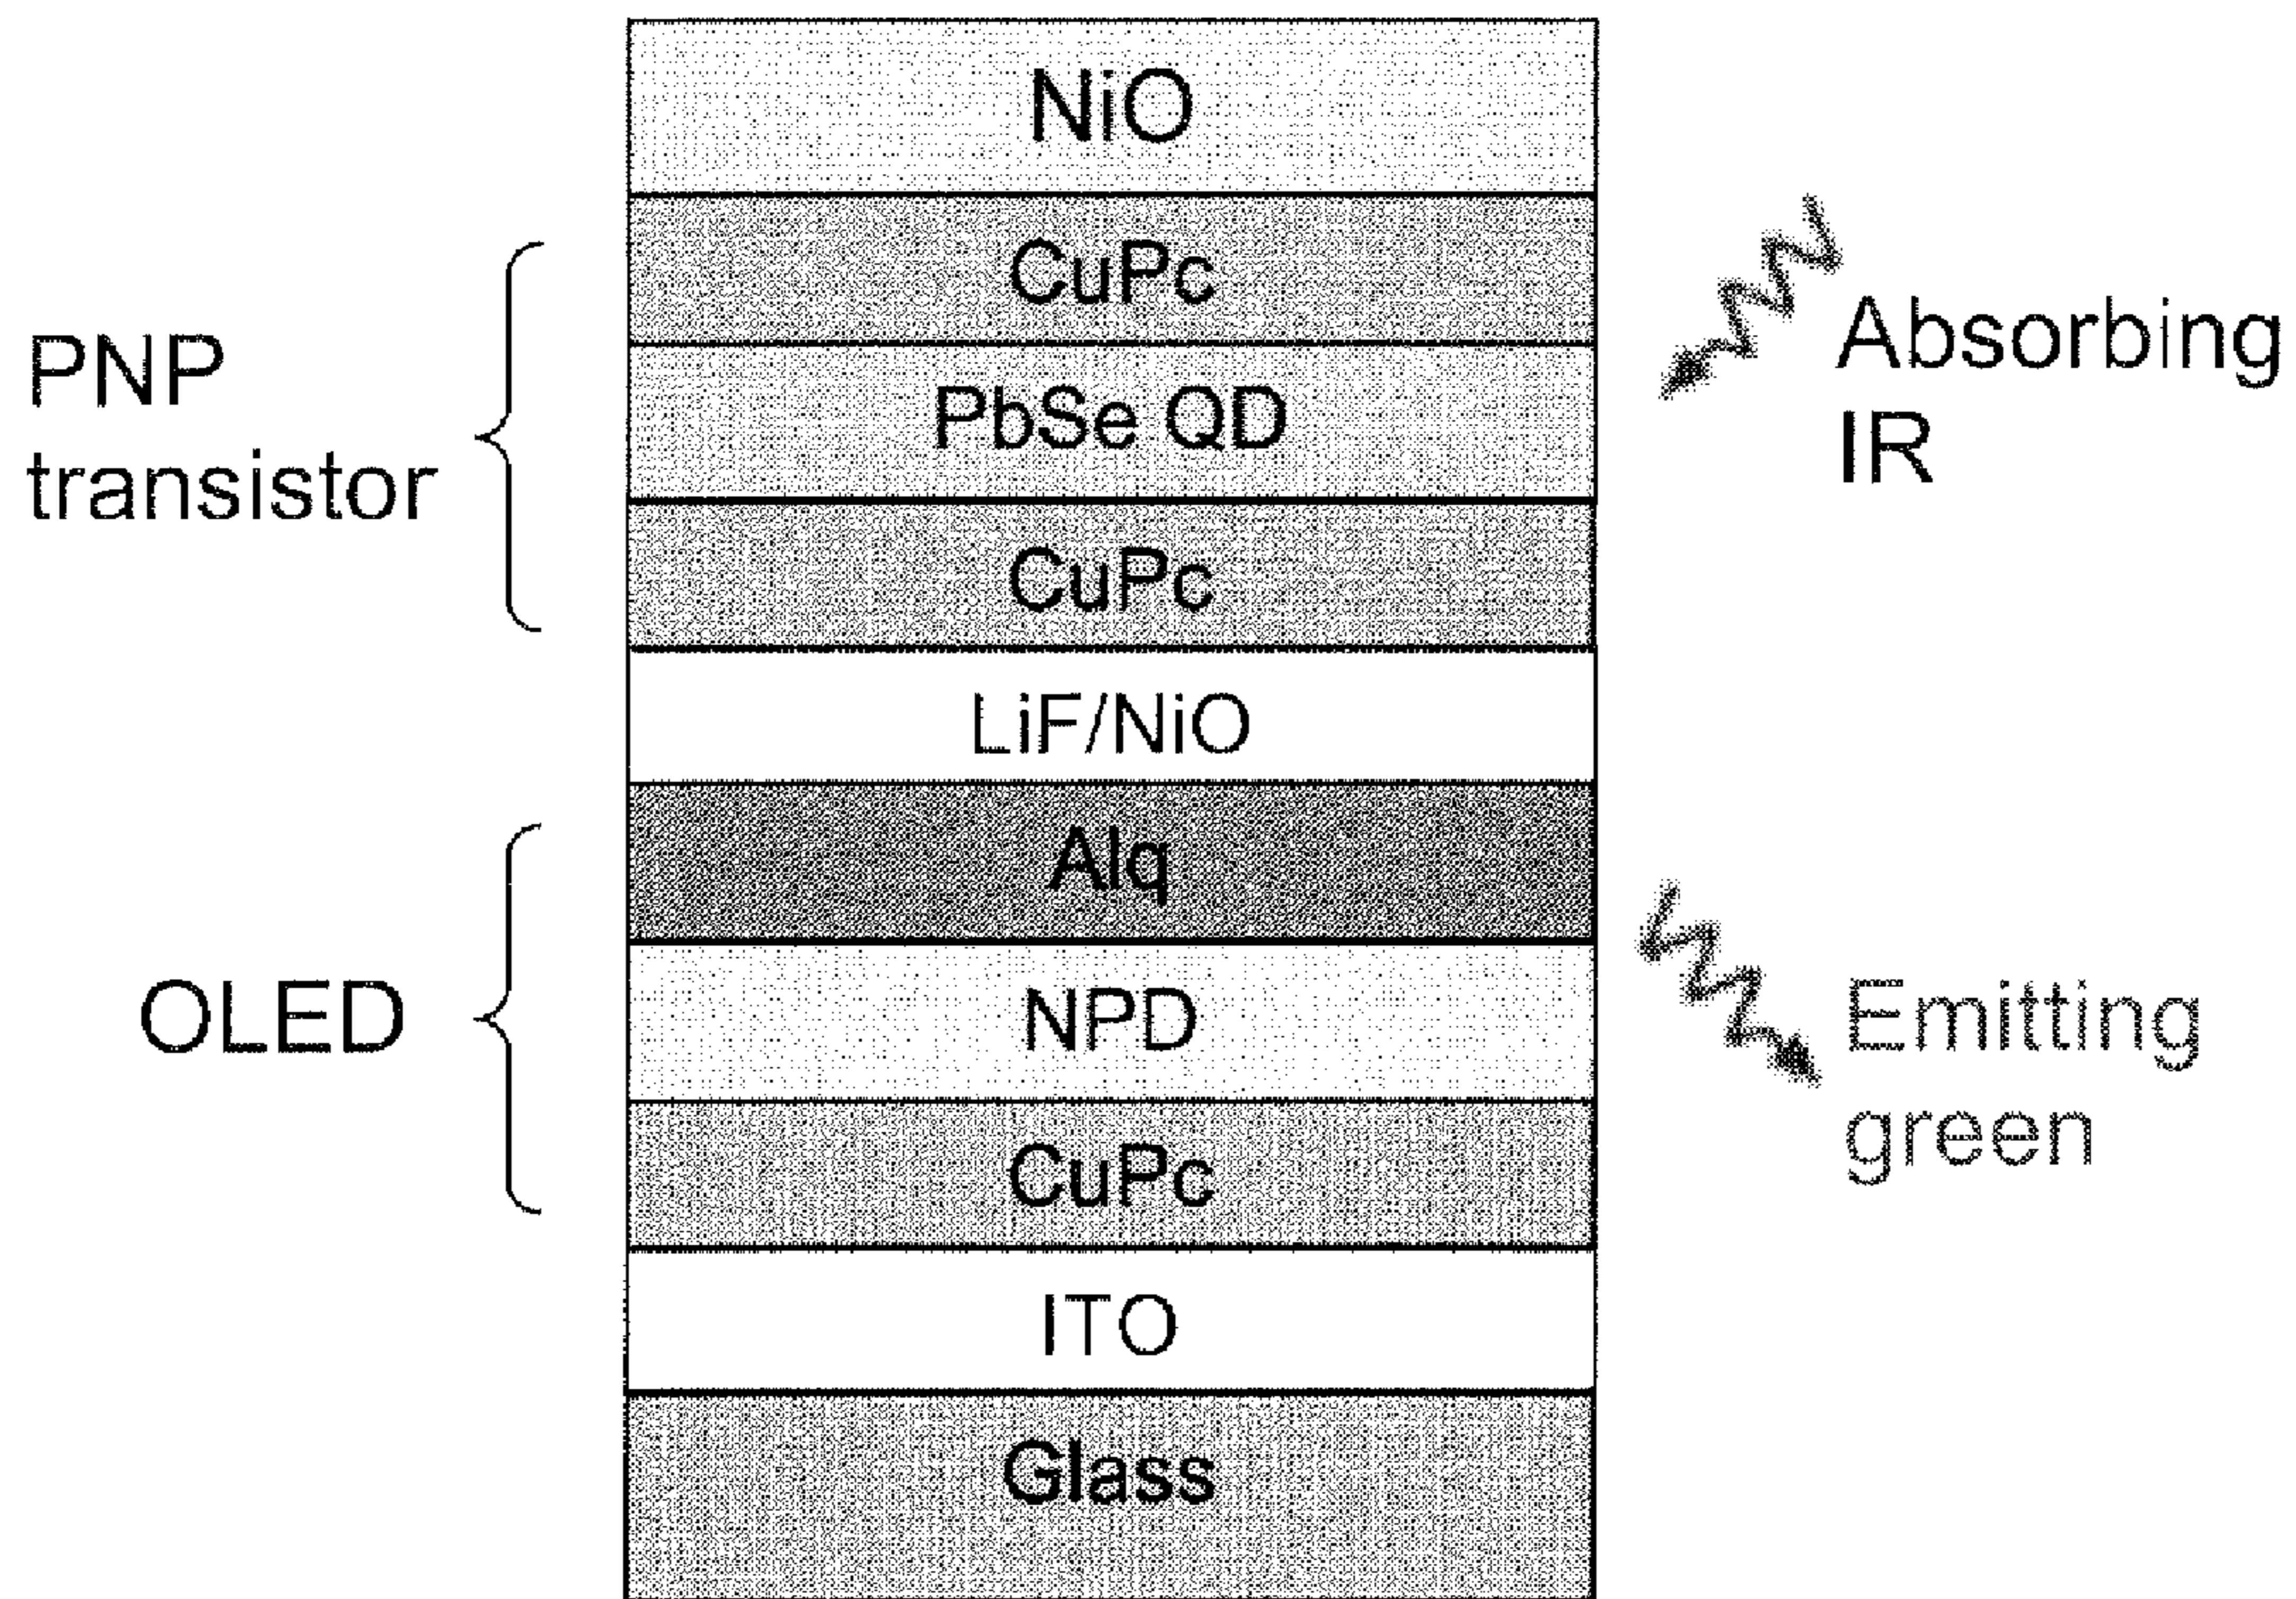 NiO
CuPc
PNP
transistor
PbSe QD
Absorbing
IR
CuPc
LiF/NiO
Alq
OLED
NPD
Emitting
green
CuPc
ITO
Glass